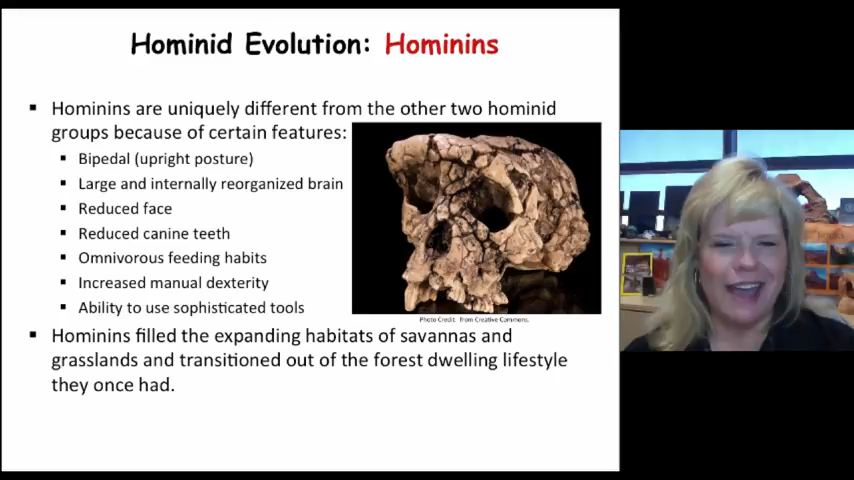 Hominid Evolution: Hominins
▪ Hominins are uniquely different from the other two hominid
groups because of certain features:
▪ Bipedal (upright posture)
▪ Large and internally reorganized brain
▪ Reduced face
▪ Reduced canine teeth
▪ Omnivorous feeding habits
▪ Increased manual dexterity
▪ Ability to use sophisticated tools
Photo Credit: From Creative Commons.
▪ Hominins filled the expanding habitats of savannas and
grasslands and transitioned out of the forest dwelling lifestyle
they once had.